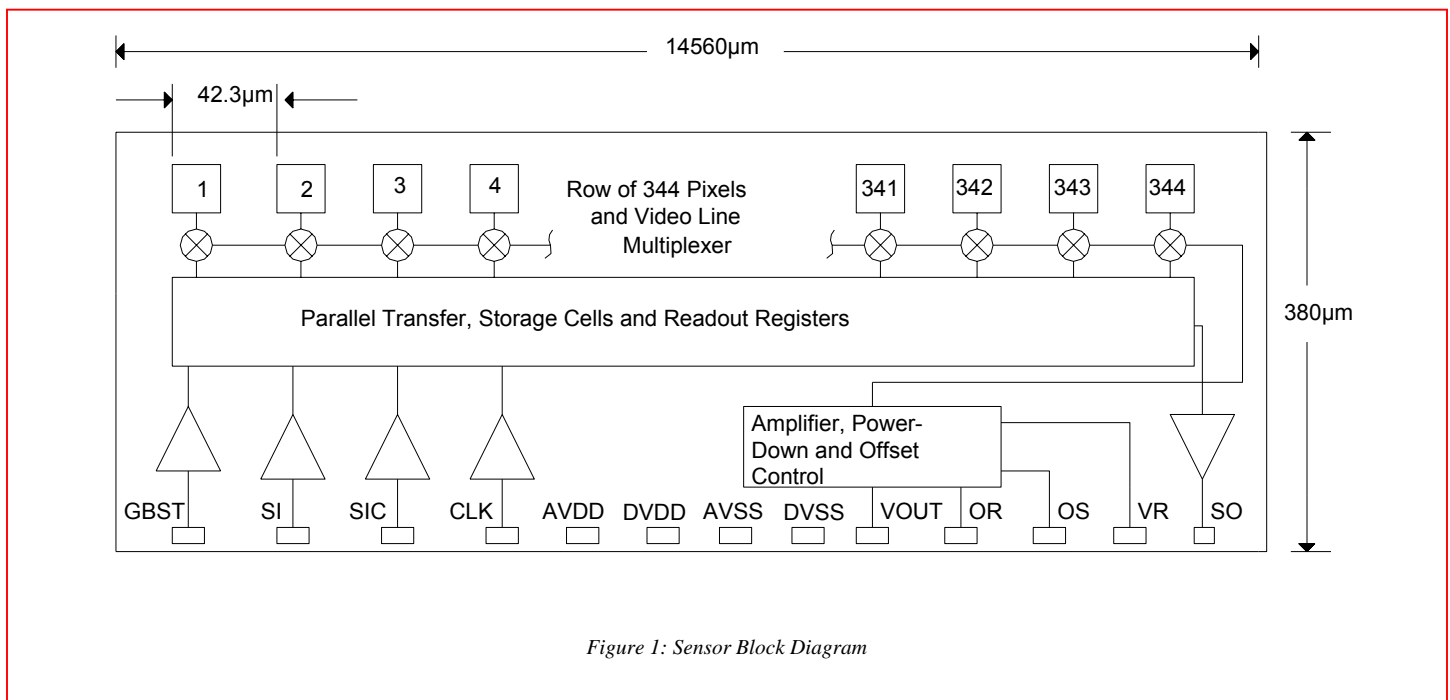 14560µm
42.3µm
1
2
3
4
Row of 344 Pixels
and Video Line
Multiplexer
341
342
343
344
Parallel Transfer, Storage Cells and Readout Registers
380µm
Amplifier, Power-
Down and Offset
Control
GBST
SI
SIC
CLK
AVDD
DVDD
AVSS
DVSS
VOUT
OR
OS
VR
SO
Figure 1: Sensor Block Diagram